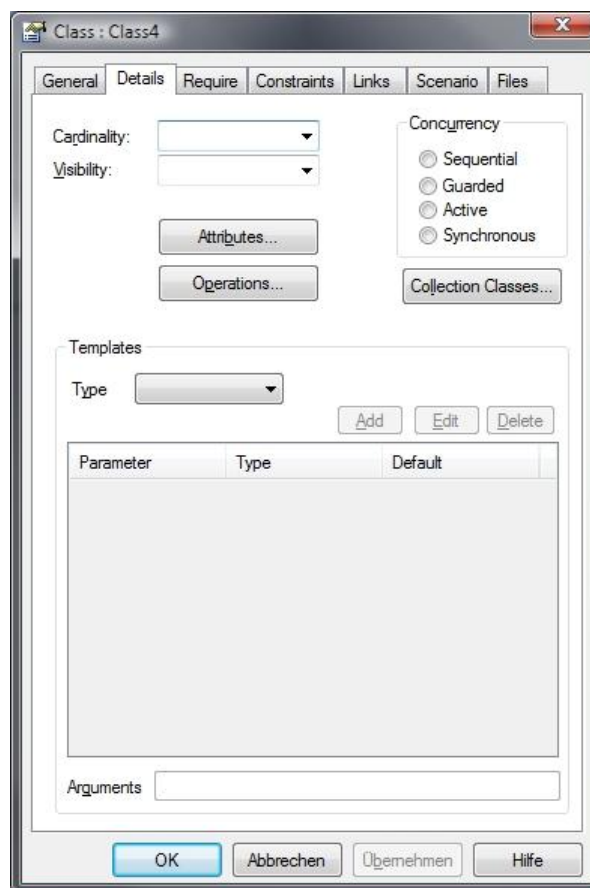 Class : Class4
General Details Require Constraints Links Scenario Files
Cardinality:
Visibility:
Concurrency
Sequential
Guarded
Active
Synchronous
Attributes...
Operations...
Collection Classes...
Templates
Type
Add Edit Delete
Parameter Type Default
Arguments
OK Abbrechen Übernehmen Hilfe